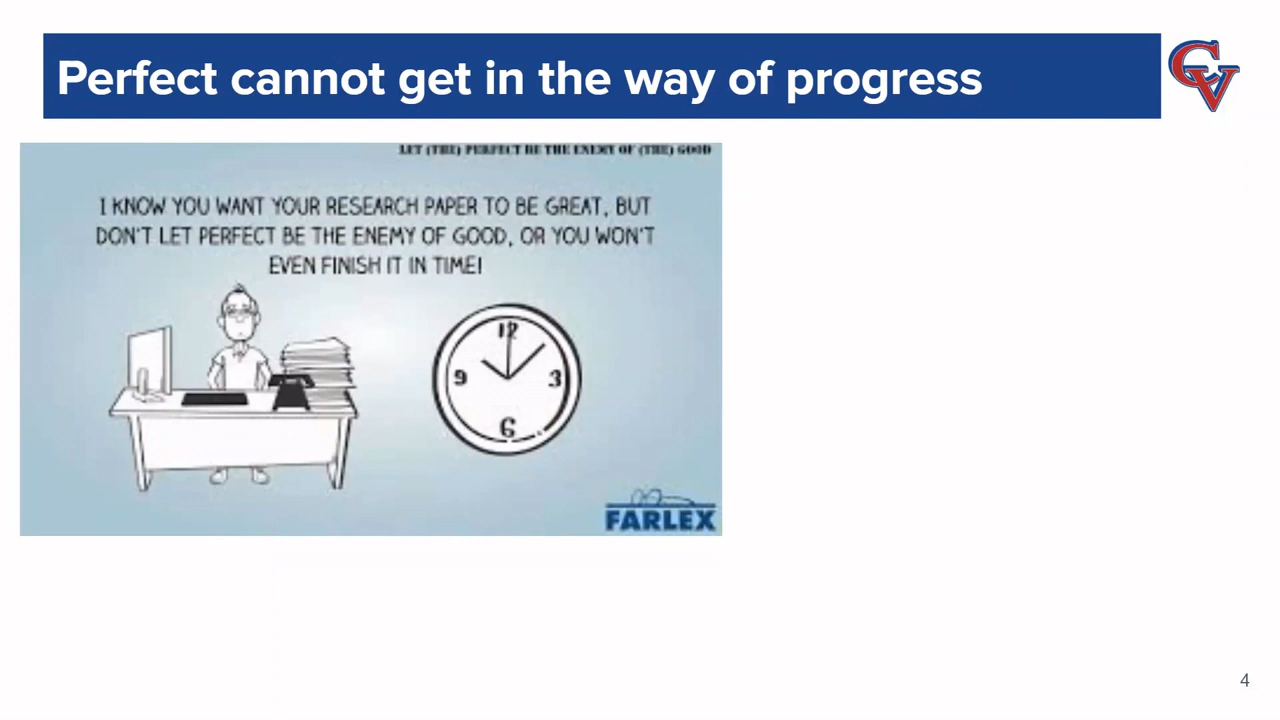 Perfect cannot get in the way of progress
CV
LET (THE) PERFECT BE THE ENEMY OF (THE) GOOD
I KNOW YOU WANT YOUR RESEARCH PAPER TO BE GREAT, BUT
DON'T LET PERFECT BE THE ENEMY OF GOOD, OR YOU WON'T
EVEN FINISH IT IN TIME!
12
9
3
6
FARLEX
4